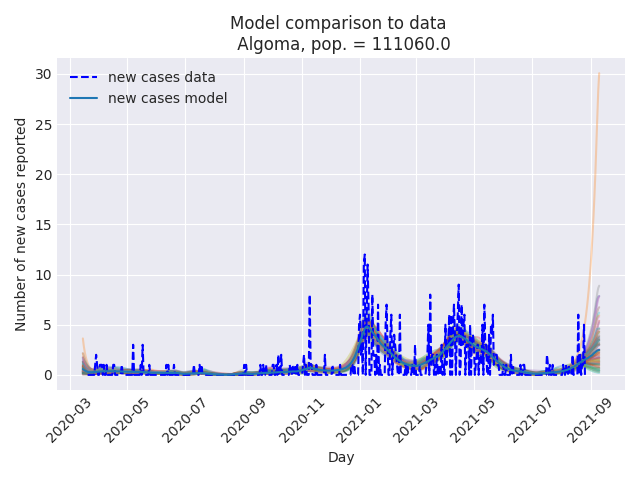 Model comparison to data
Algoma, pop. = 111060.0
new cases data
new cases model
Number of new cases reported
30
25
20
15
10
5
0
2020-03
2020-05
2020-07
2020-09
2020-11
2021-01
2021-03
2021-05
2021-07
2021-09
Day